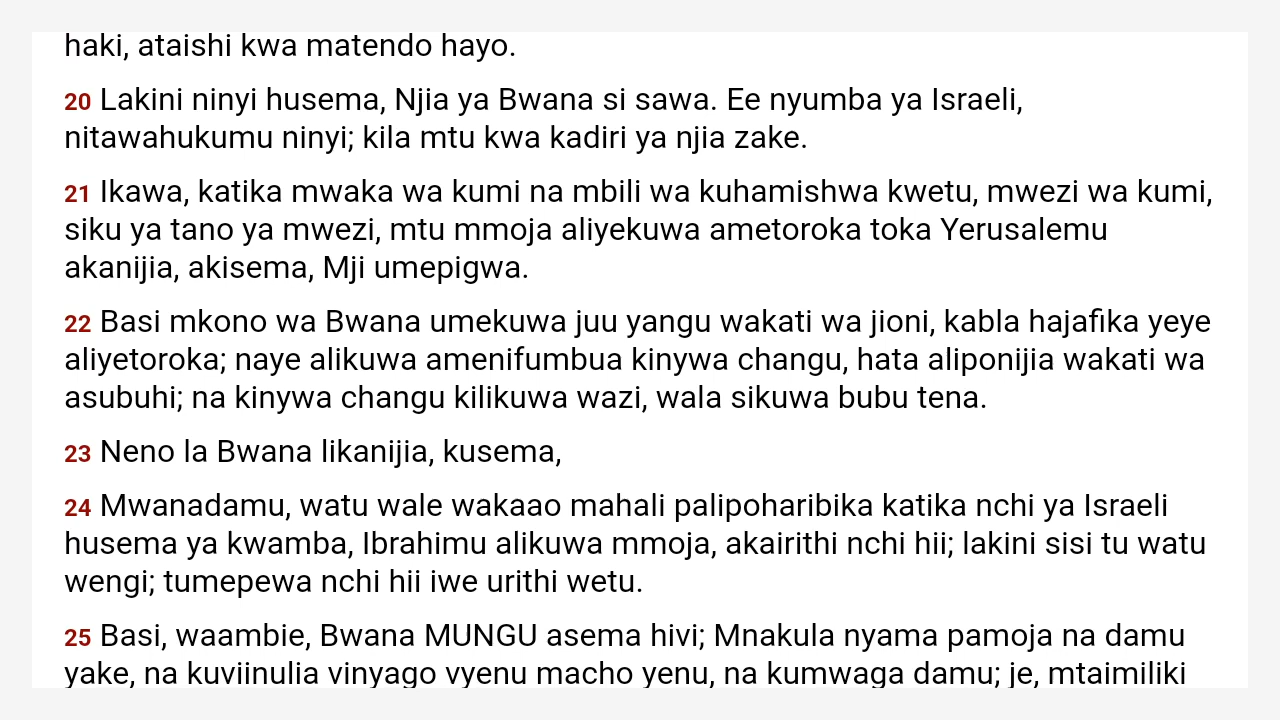 haki, ataishi kwa matendo hayo.
20 Lakini ninyi husema, Njia ya Bwana si sawa. Ee nyumba ya Israeli,
nitawahukumu ninyi; kila mtu kwa kadiri ya njia zake.
21 Ikawa, katika mwaka wa kumi na mbili wa kuhamishwa kwetu, mwezi wa kumi,
siku ya tano ya mwezi, mtu mmoja aliyekuwa ametoroka toka Yerusalemu
akanijia, akisema, Mji umepigwa.
22 Basi mkono wa Bwana umekuwa juu yangu wakati wa jioni, kabla hajafika yeye
aliyetoroka; naye alikuwa amenifumbua kinywa changu, hata aliponijia wakati wa
asubuhi; na kinywa changu kilikuwa wazi, wala sikuwa bubu tena.
23 Neno la Bwana likanijia, kusema,
24 Mwanadamu, watu wale wakaao mahali palipoharibika katika nchi ya Israeli
husema ya kwamba, Ibrahimu alikuwa mmoja, akairithi nchi hii; lakini sisi tu watu
wengi; tumepewa nchi hii iwe urithi wetu.
25 Basi, waambie, Bwana MUNGU asema hivi; Mnakula nyama pamoja na damu
yake, na kuviinulia vinyago vyenu macho yenu, na kumwaga damu; je, mtaimiliki